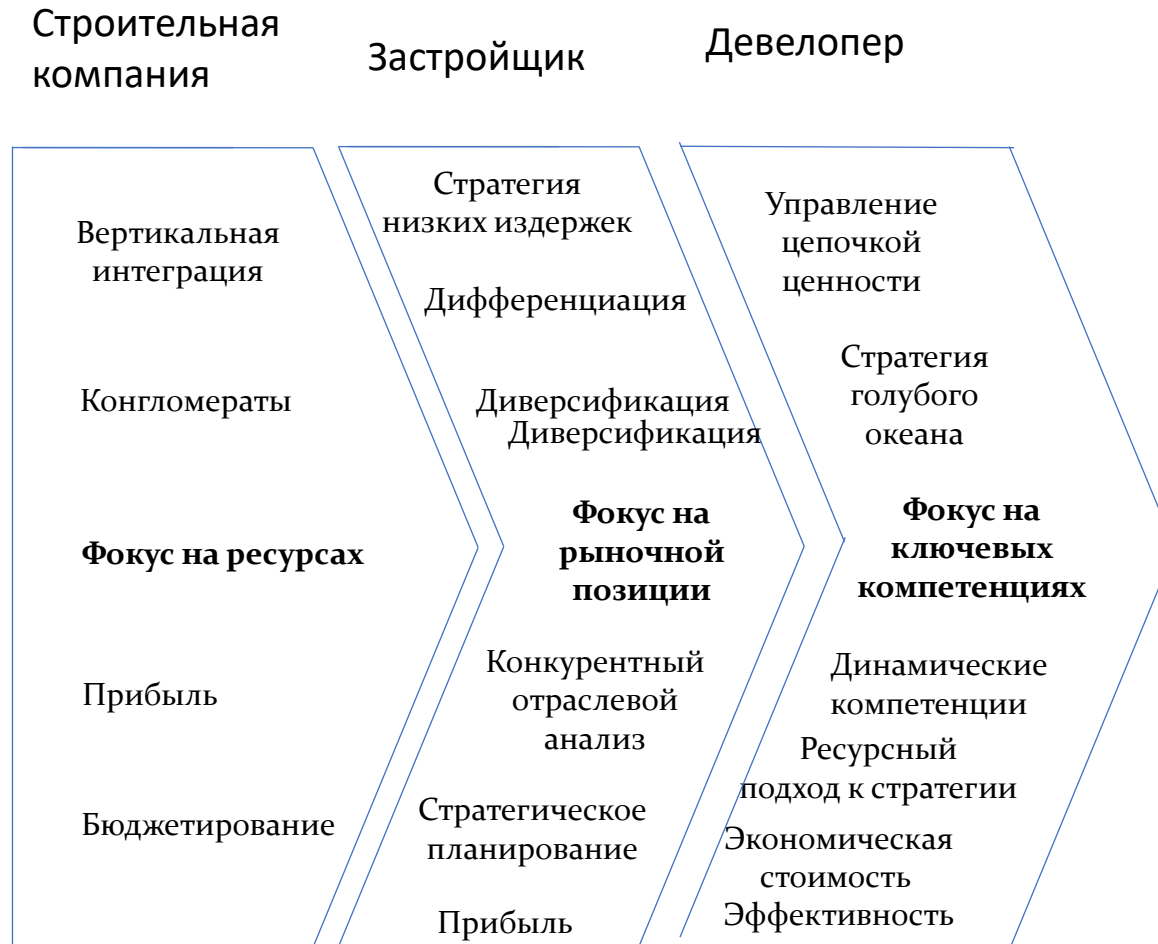 Строительная
компания
Застройщик
Девелопер
Вертикальная
интеграция
Конгломераты
Фокус на ресурсах
Прибыль
Бюджетирование
Стратегия
низких издержек
Дифференциация
Диверсификация
Диверсификация
Фокус на
рыночной
позиции
Конкурентный
отраслевой
анализ
Стратегическое
планирование
Прибыль
Управление
цепочкой
ценности
Стратегия
голубого
океана
Фокус на
ключевых
компетенциях
Динамические
компетенции
Ресурсный
подход к стратегии
Экономическая
стоимость
Эффективность